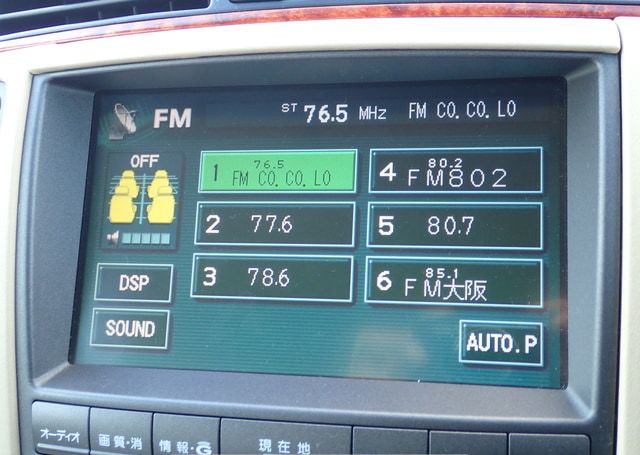 FM ST 76.5 MHz FM CO.CO.LO
OFF
1 76.5 FM CO.CO.LO
4 80.2 FM802
2 77.6
5 80.7
3 78.6
6 85.1 FM大阪
DSP
SOUND
AUTO.P
オーディオ 画質・消 情報・G 現在地